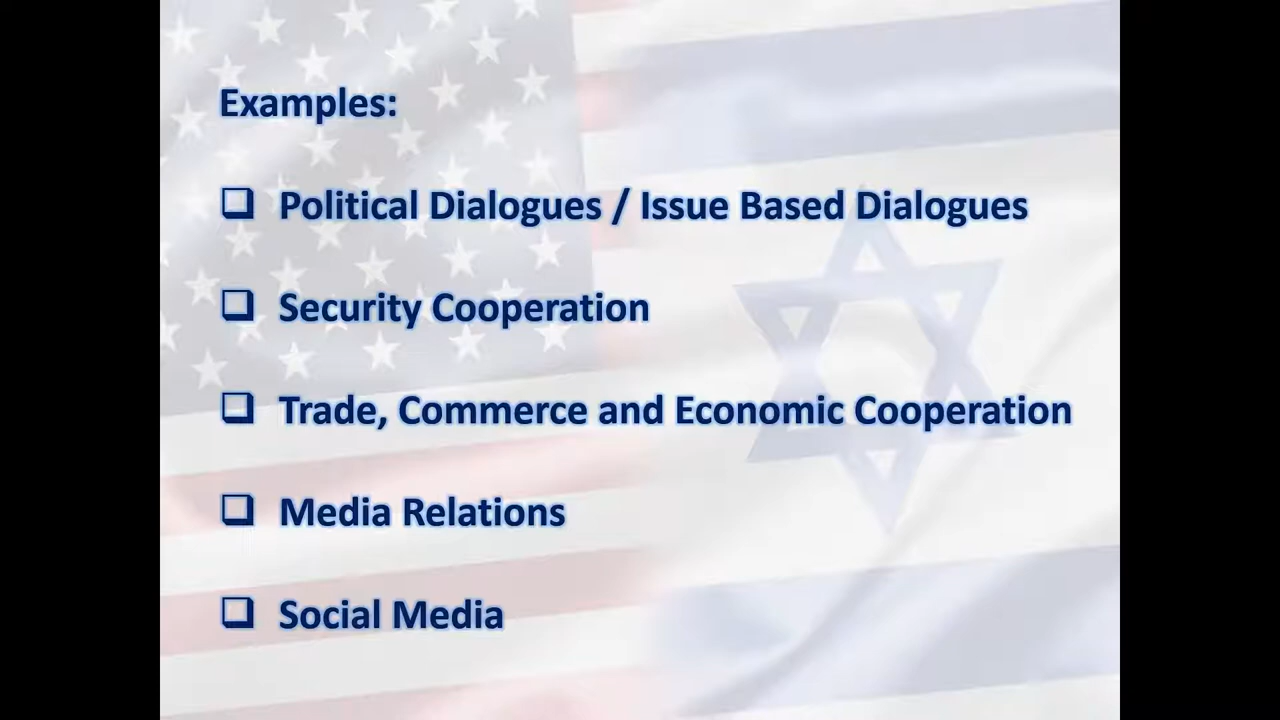 Examples:
❑ Political Dialogues / Issue Based Dialogues
❑ Security Cooperation
❑ Trade, Commerce and Economic Cooperation
❑ Media Relations
❑ Social Media